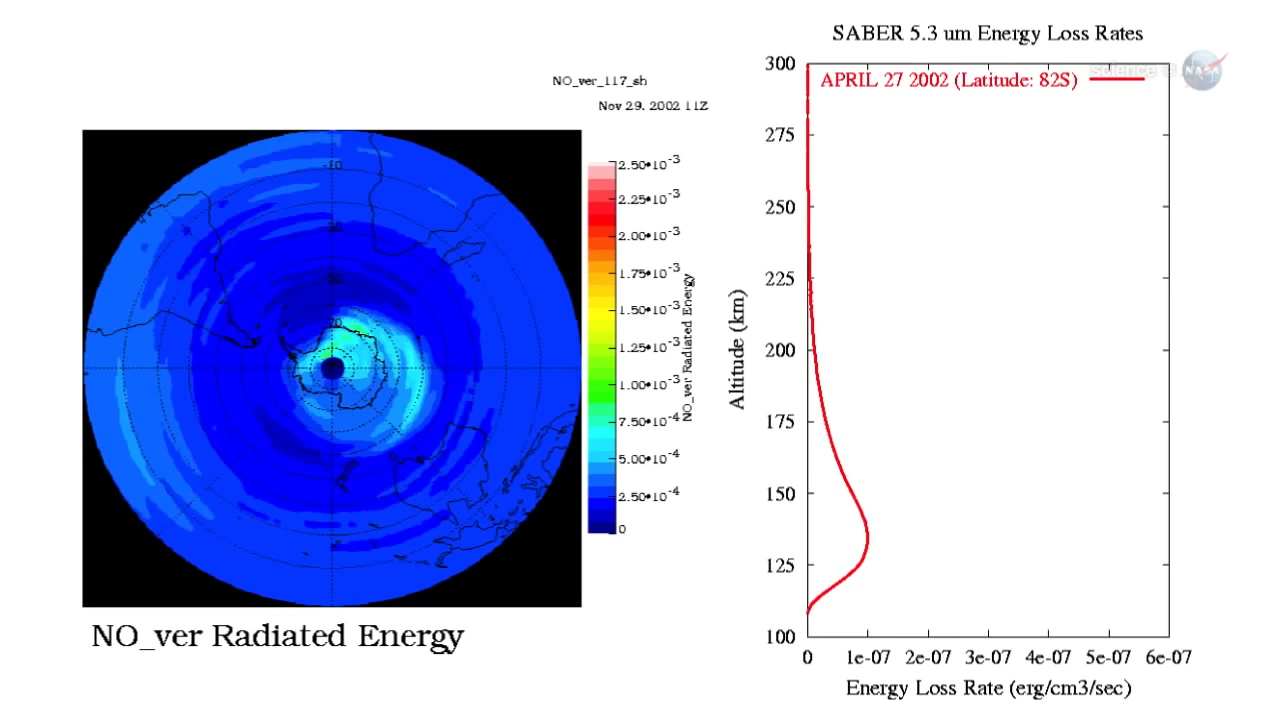 SABER 5.3 um Energy Loss Rates
NO_ver_117_sh
Nov 29, 2002 11Z
2.50•10-3
2.25•10-3
2.00•10-3
1.75•10-3
1.50•10-3
1.25•10-3
1.00•10-3
7.50•10-4
5.00•10-4
2.50•10-4
0
NO_ver Radiated Energy
NO_ver Radiated Energy
300
275
250
225
200
175
150
125
100
Altitude (km)
APRIL 27 2002 (Latitude: 82S)
science @ NASA
0 1e-07 2e-07 3e-07 4e-07 5e-07 6e-07
Energy Loss Rate (erg/cm3/sec)